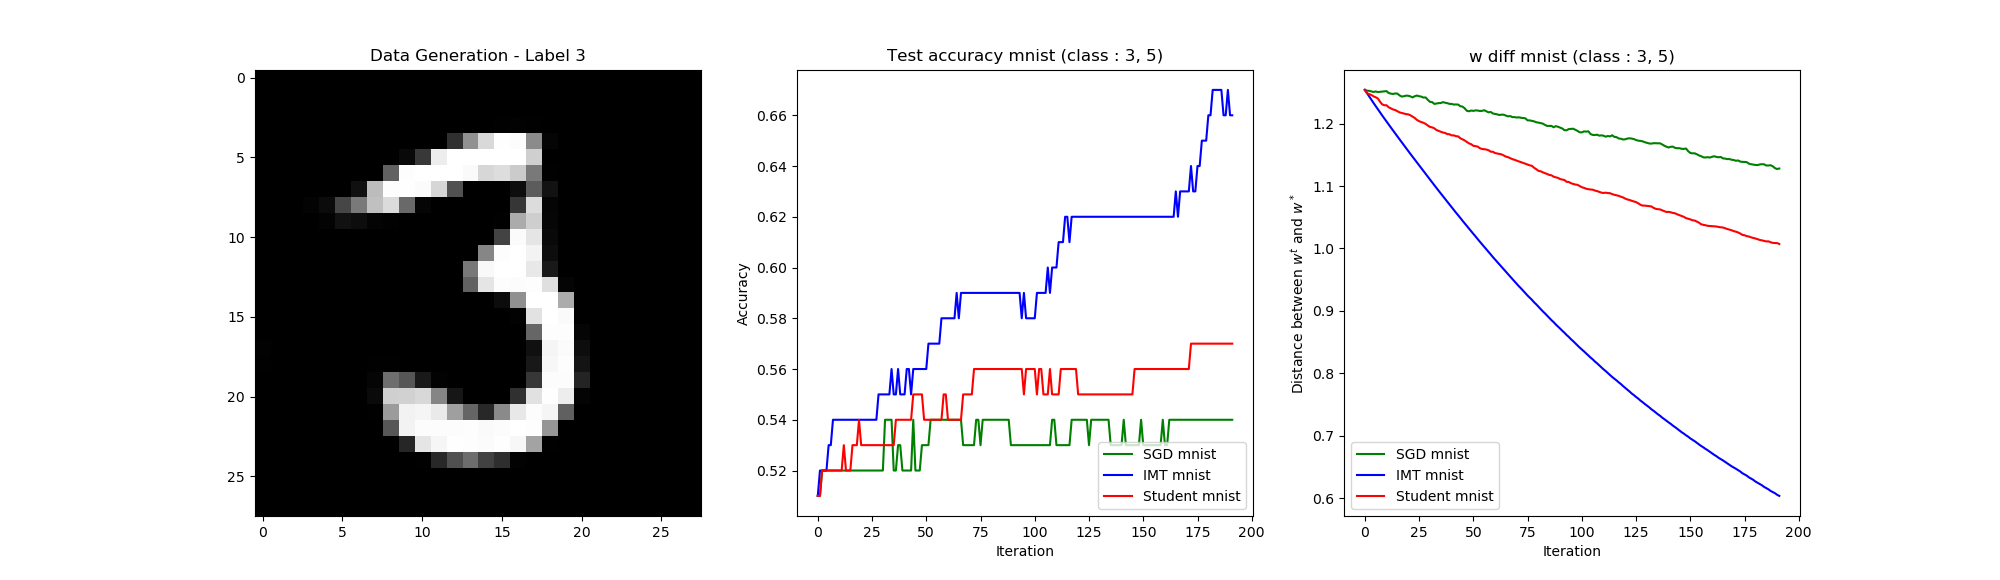 Data Generation - Label 3
0
5
10
15
20
25
0 5 10 15 20 25
Test accuracy mnist (class : 3, 5)
Accuracy
0.66
0.64
0.62
0.60
0.58
0.56
0.54
0.52
SGD mnist
IMT mnist
Student mnist
0 25 50 75 100 125 150 175 200
Iteration
w diff mnist (class : 3, 5)
Distance between w^t and w^*
1.2
1.1
1.0
0.9
0.8
0.7
0.6
SGD mnist
IMT mnist
Student mnist
0 25 50 75 100 125 150 175 200
Iteration